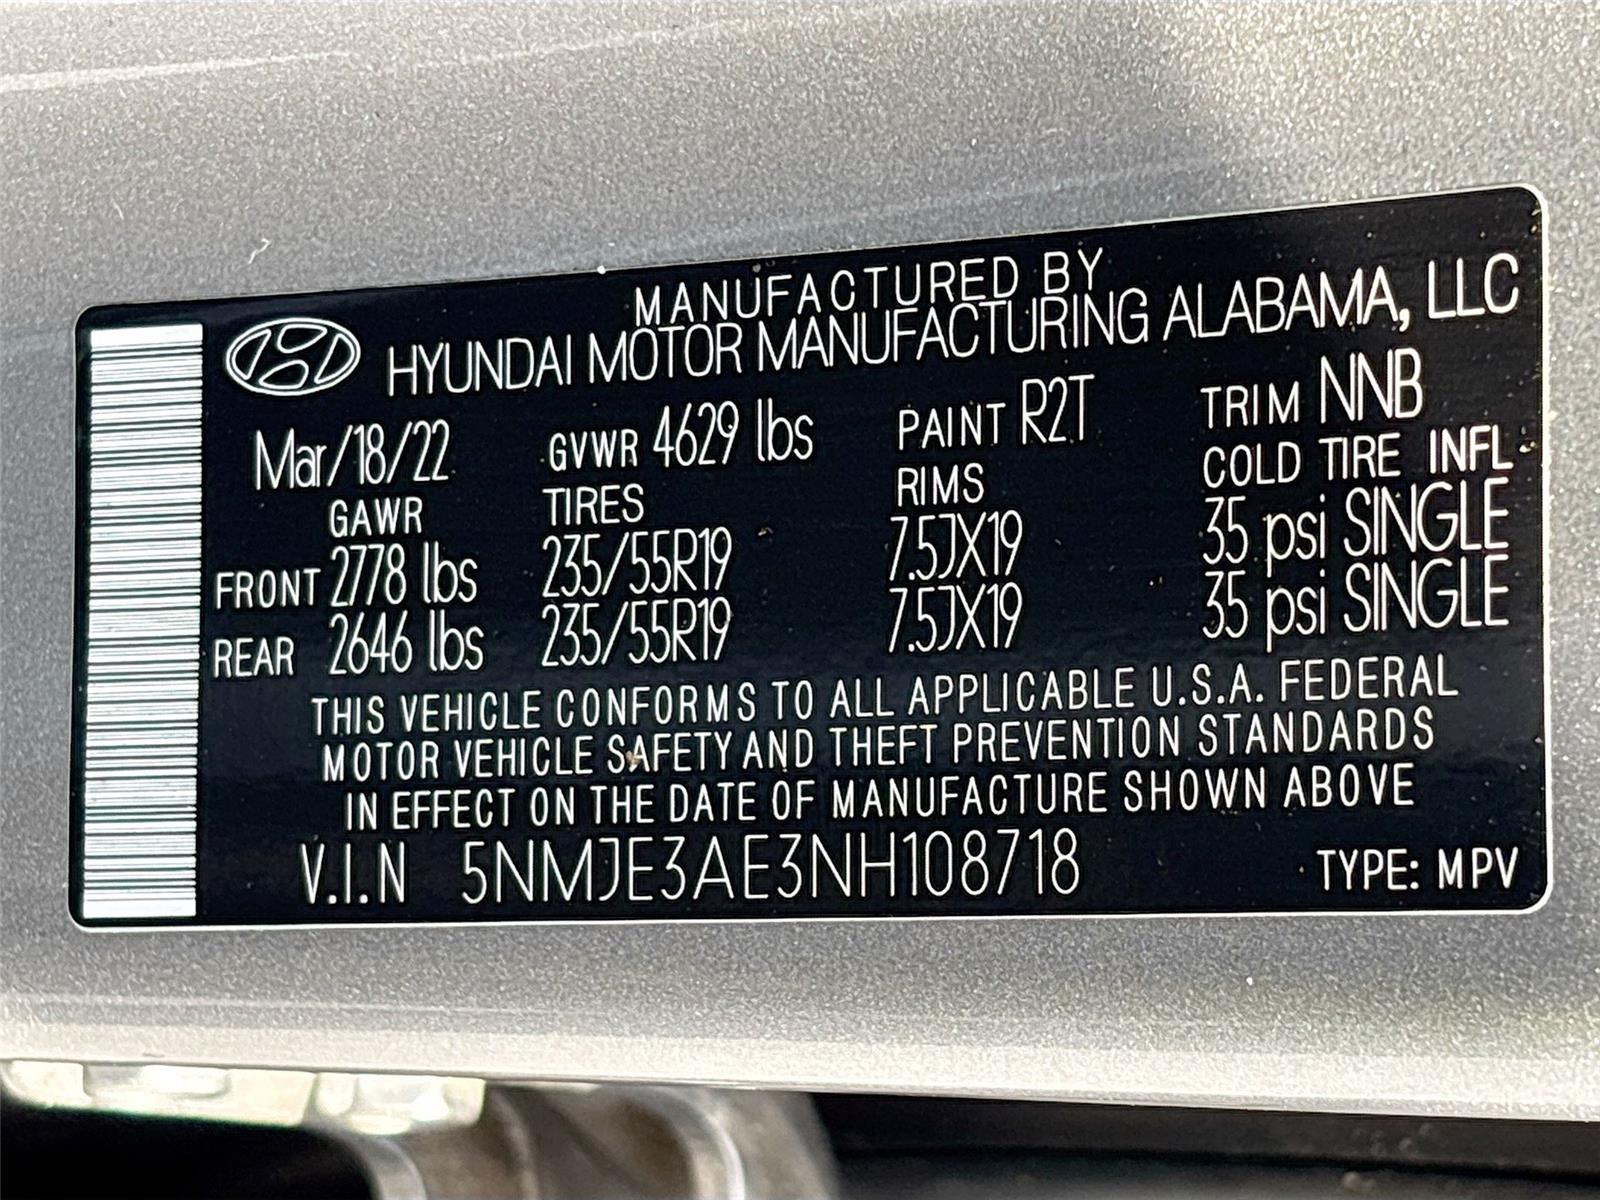 MANUFACTURED BY
HYUNDAI MOTOR MANUFACTURING ALABAMA, LLC
Mar/18/22 GVWR 4629 lbs PAINT R2T TRIM NNB
GAWR TIRES RIMS COLD TIRE INFL.
FRONT 2778 lbs 235/55R19 7.5JX19 35 psi SINGLE
REAR 2646 lbs 235/55R19 7.5JX19 35 psi SINGLE
THIS VEHICLE CONFORMS TO ALL APPLICABLE U.S.A. FEDERAL
MOTOR VEHICLE SAFETY AND THEFT PREVENTION STANDARDS
IN EFFECT ON THE DATE OF MANUFACTURE SHOWN ABOVE
V.I.N 5NMJE3AE3NH108718 TYPE: MPV